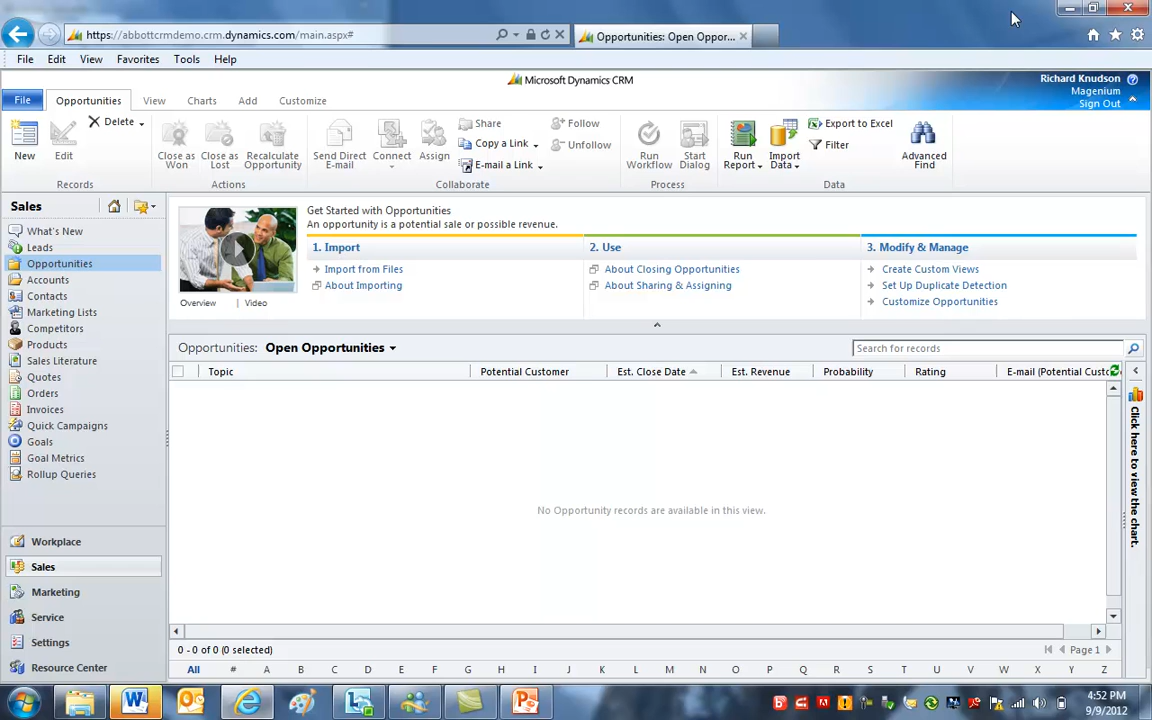 https://abbottcrmdemo.crm.dynamics.com/main.aspx#
Opportunities: Open Oppor...
File Edit View Favorites Tools Help
Microsoft Dynamics CRM
Richard Knudson
Magenium
Sign Out
File Opportunities View Charts Add Customize
New
Edit
Delete
Records
Close as Won
Close as Lost
Recalculate Opportunity
Actions
Send Direct E-mail
Connect
Assign
Share
Copy a Link
E-mail a Link
Follow
Unfollow
Collaborate
Run Workflow
Start Dialog
Process
Run Report
Import Data
Export to Excel
Filter
Advanced Find
Data
Sales
What's New
Leads
Opportunities
Accounts
Contacts
Marketing Lists
Competitors
Products
Sales Literature
Quotes
Orders
Invoices
Quick Campaigns
Goals
Goal Metrics
Rollup Queries
Workplace
Sales
Marketing
Service
Settings
Resource Center
Get Started with Opportunities
An opportunity is a potential sale or possible revenue.
Overview | Video
1. Import
Import from Files
About Importing
2. Use
About Closing Opportunities
About Sharing & Assigning
3. Modify & Manage
Create Custom Views
Set Up Duplicate Detection
Customize Opportunities
Opportunities: Open Opportunities
Search for records
Topic Potential Customer Est. Close Date Est. Revenue Probability Rating E-mail (Potential Custo
No Opportunity records are available in this view.
Click here to view the chart.
0 - 0 of 0 (0 selected)
Page 1
All # A B C D E F G H I J K L M N O P Q R S T U V W X Y Z
4:52 PM
9/9/2012